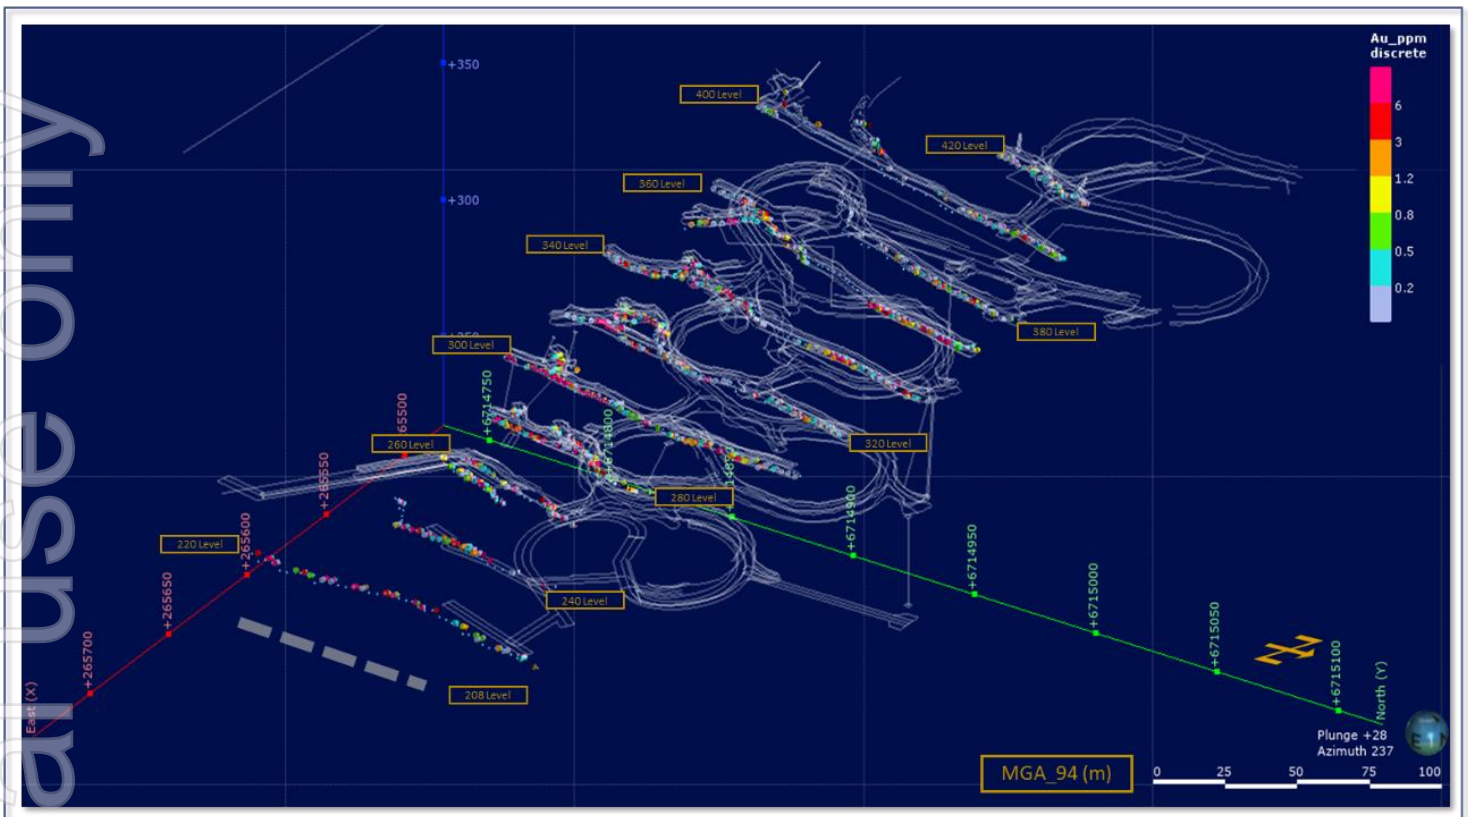 al use only
Au_ppm
discrete
6
3
1.2
0.8
0.5
0.2
+350
+300
400 Level
420 Level
360 Level
340 Level
380 Level
300 Level
320 Level
260 Level
280 Level
220 Level
240 Level
208 Level
+265550
+265600
+265650
+265700
East (X)
+6714750
+6714800
+6714900
+6714950
+6715000
+6715050
+6715100
North (Y)
Plunge +28
Azimuth 237
MGA_94 (m)
0
25
50
75
100